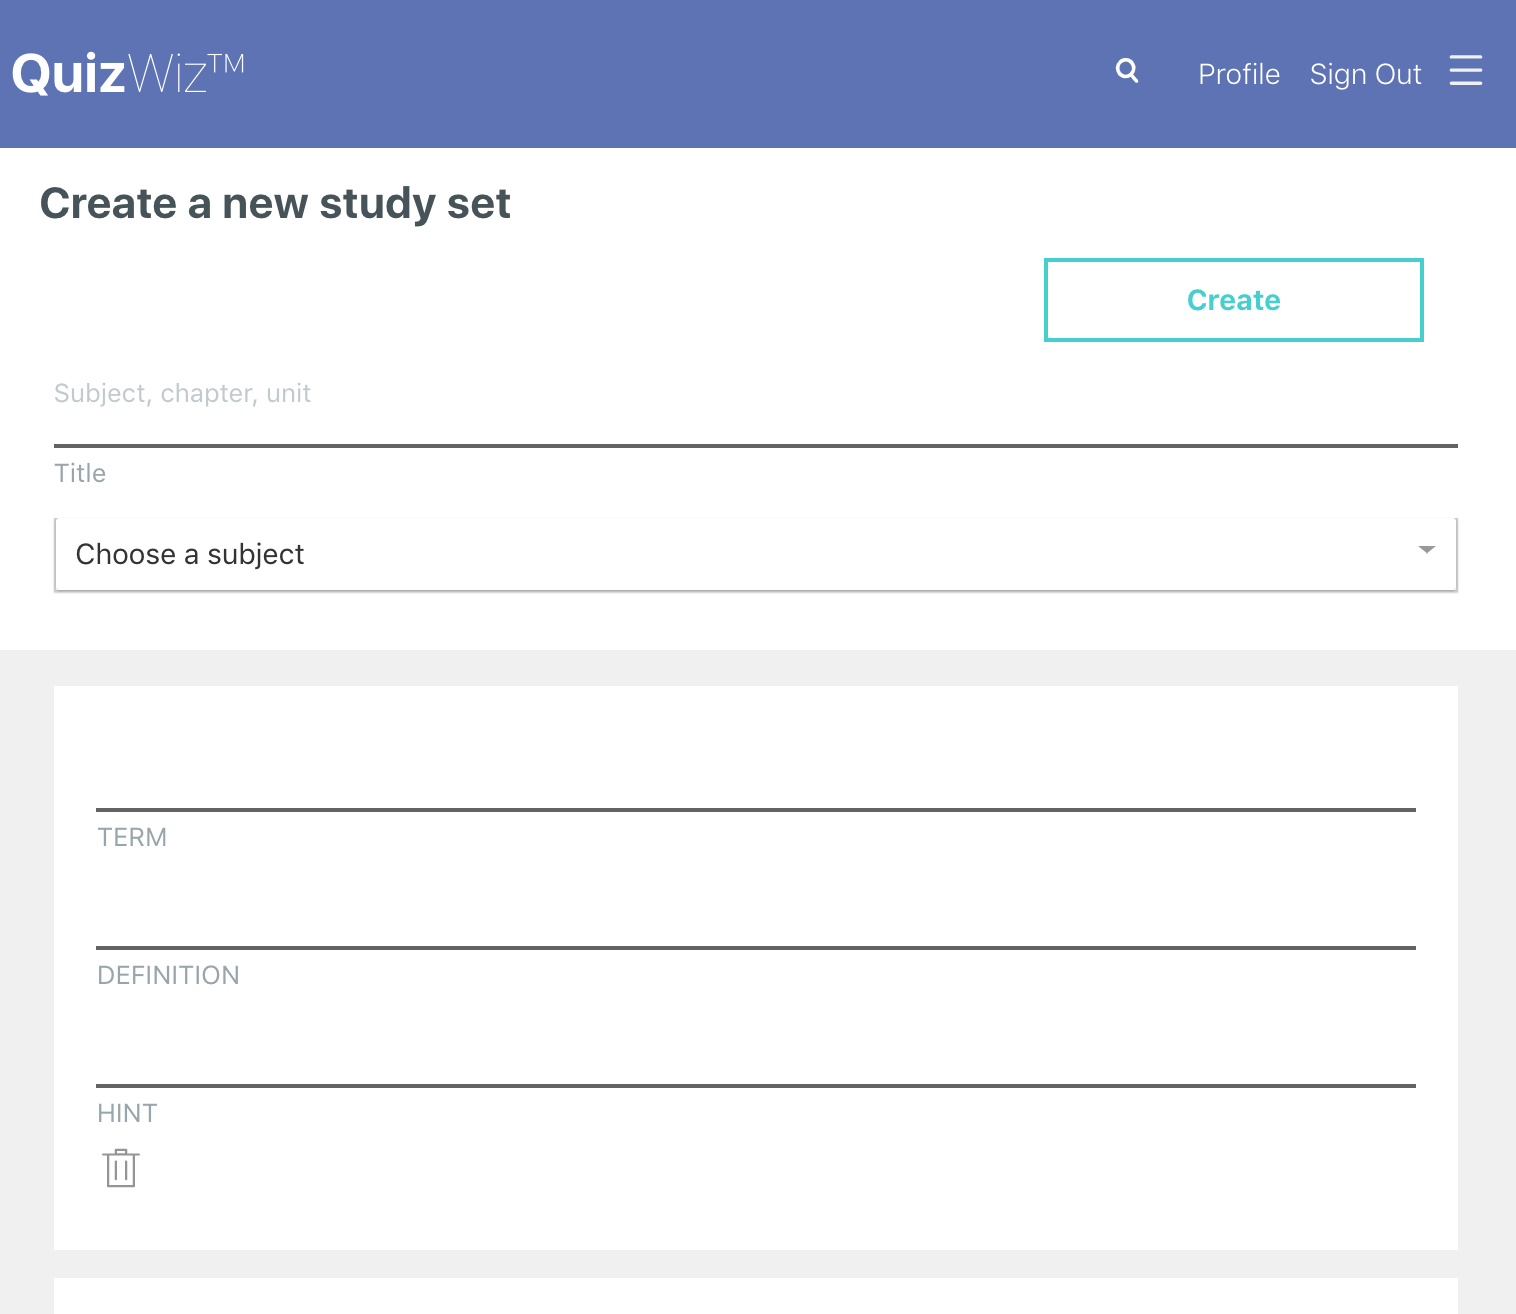 QuizWiz™
Profile Sign Out
Create a new study set
Create
Subject, chapter, unit
Title
Choose a subject
TERM
DEFINITION
HINT